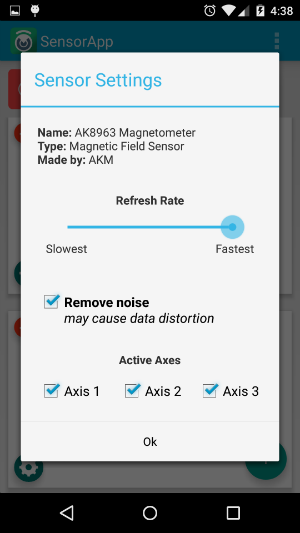 4:38
SensorApp
Sensor Settings
Name: AK8963 Magnetometer
Type: Magnetic Field Sensor
Made by: AKM
Refresh Rate
Slowest Fastest
Remove noise
may cause data distortion
Active Axes
Axis 1 Axis 2 Axis 3
Ok